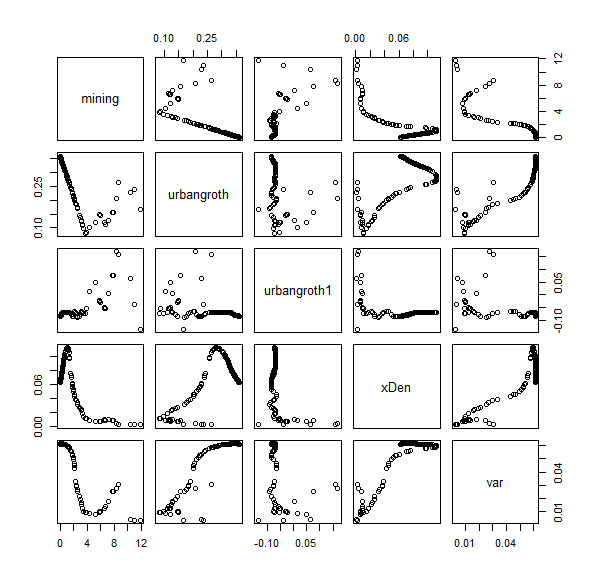 0.10 0.25 0.00 0.06
mining
0 4 8 12
0.10 0.25
urbangroth
urbangroth1
-0.10 0.05
0.00 0.06
xDen
var
0.01 0.04
0 4 8 12 -0.10 0.05 0.01 0.04